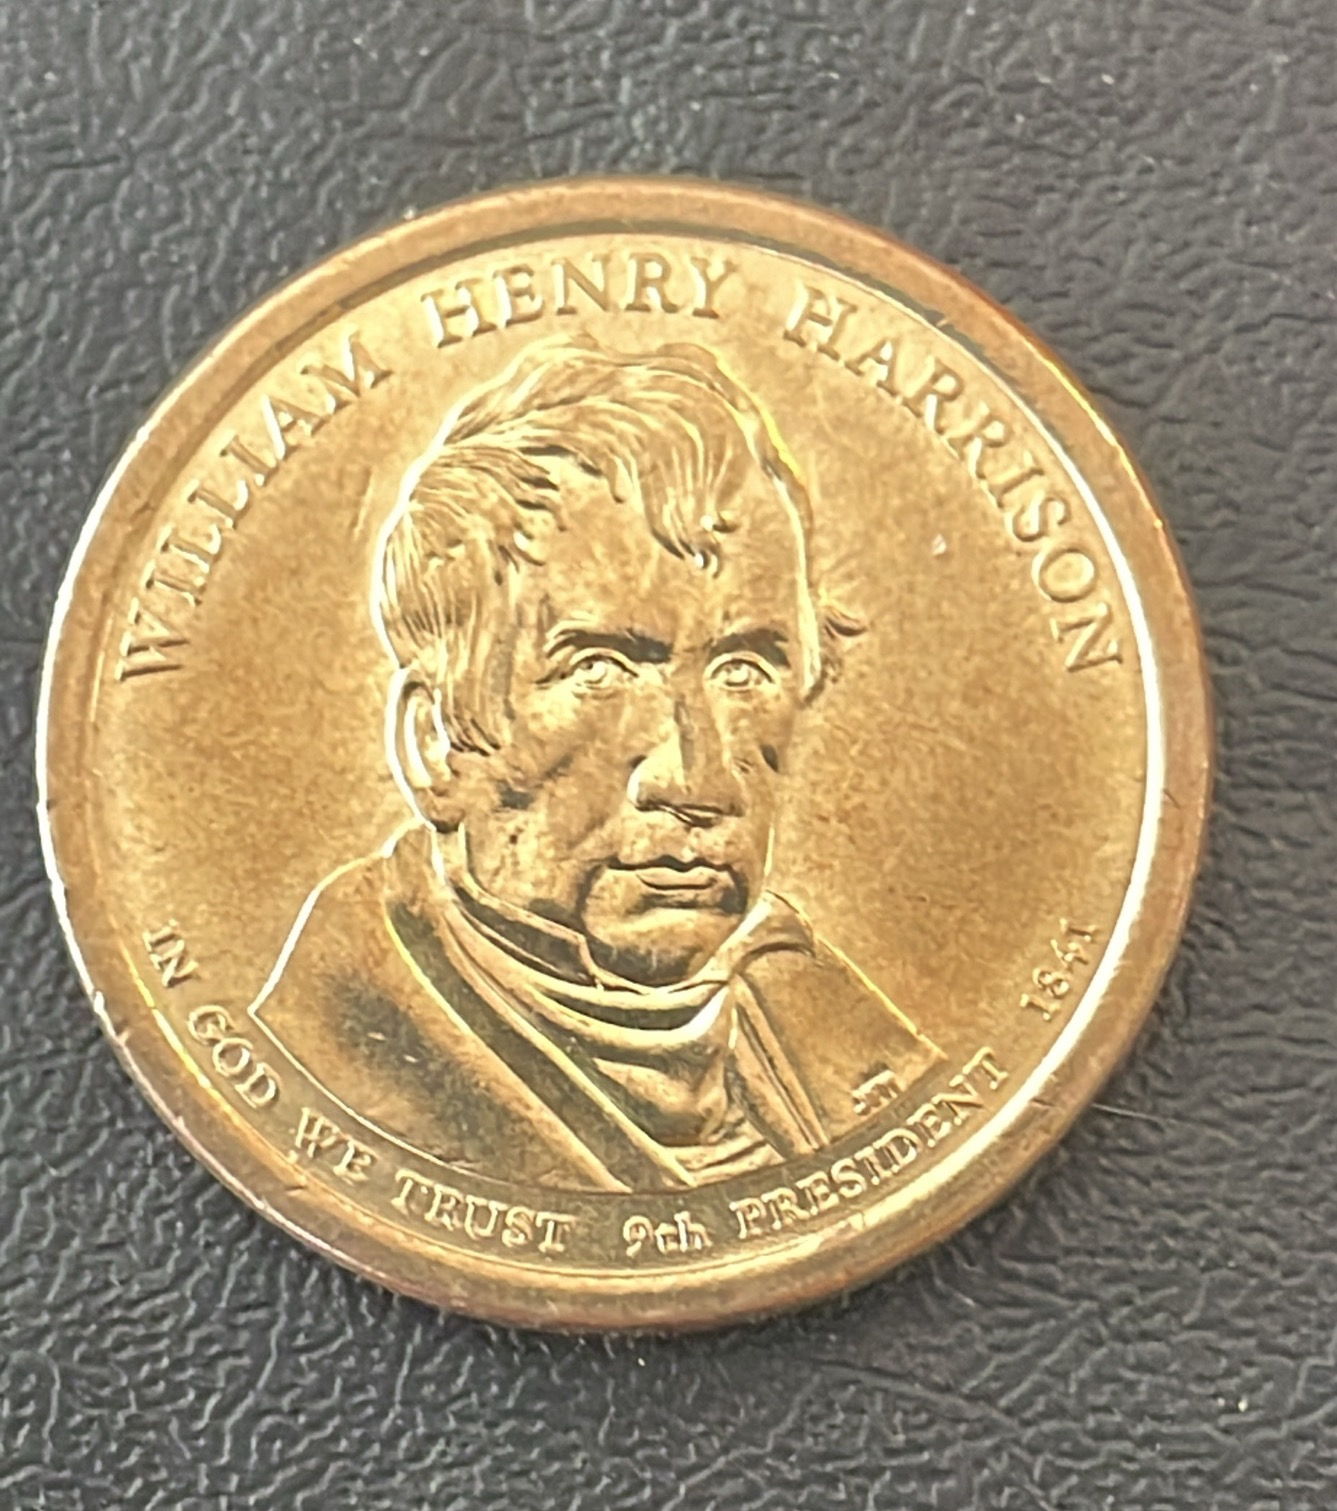 WILLIAM HENRY HARRISON
IN GOD WE TRUST 9th PRESIDENT 1841